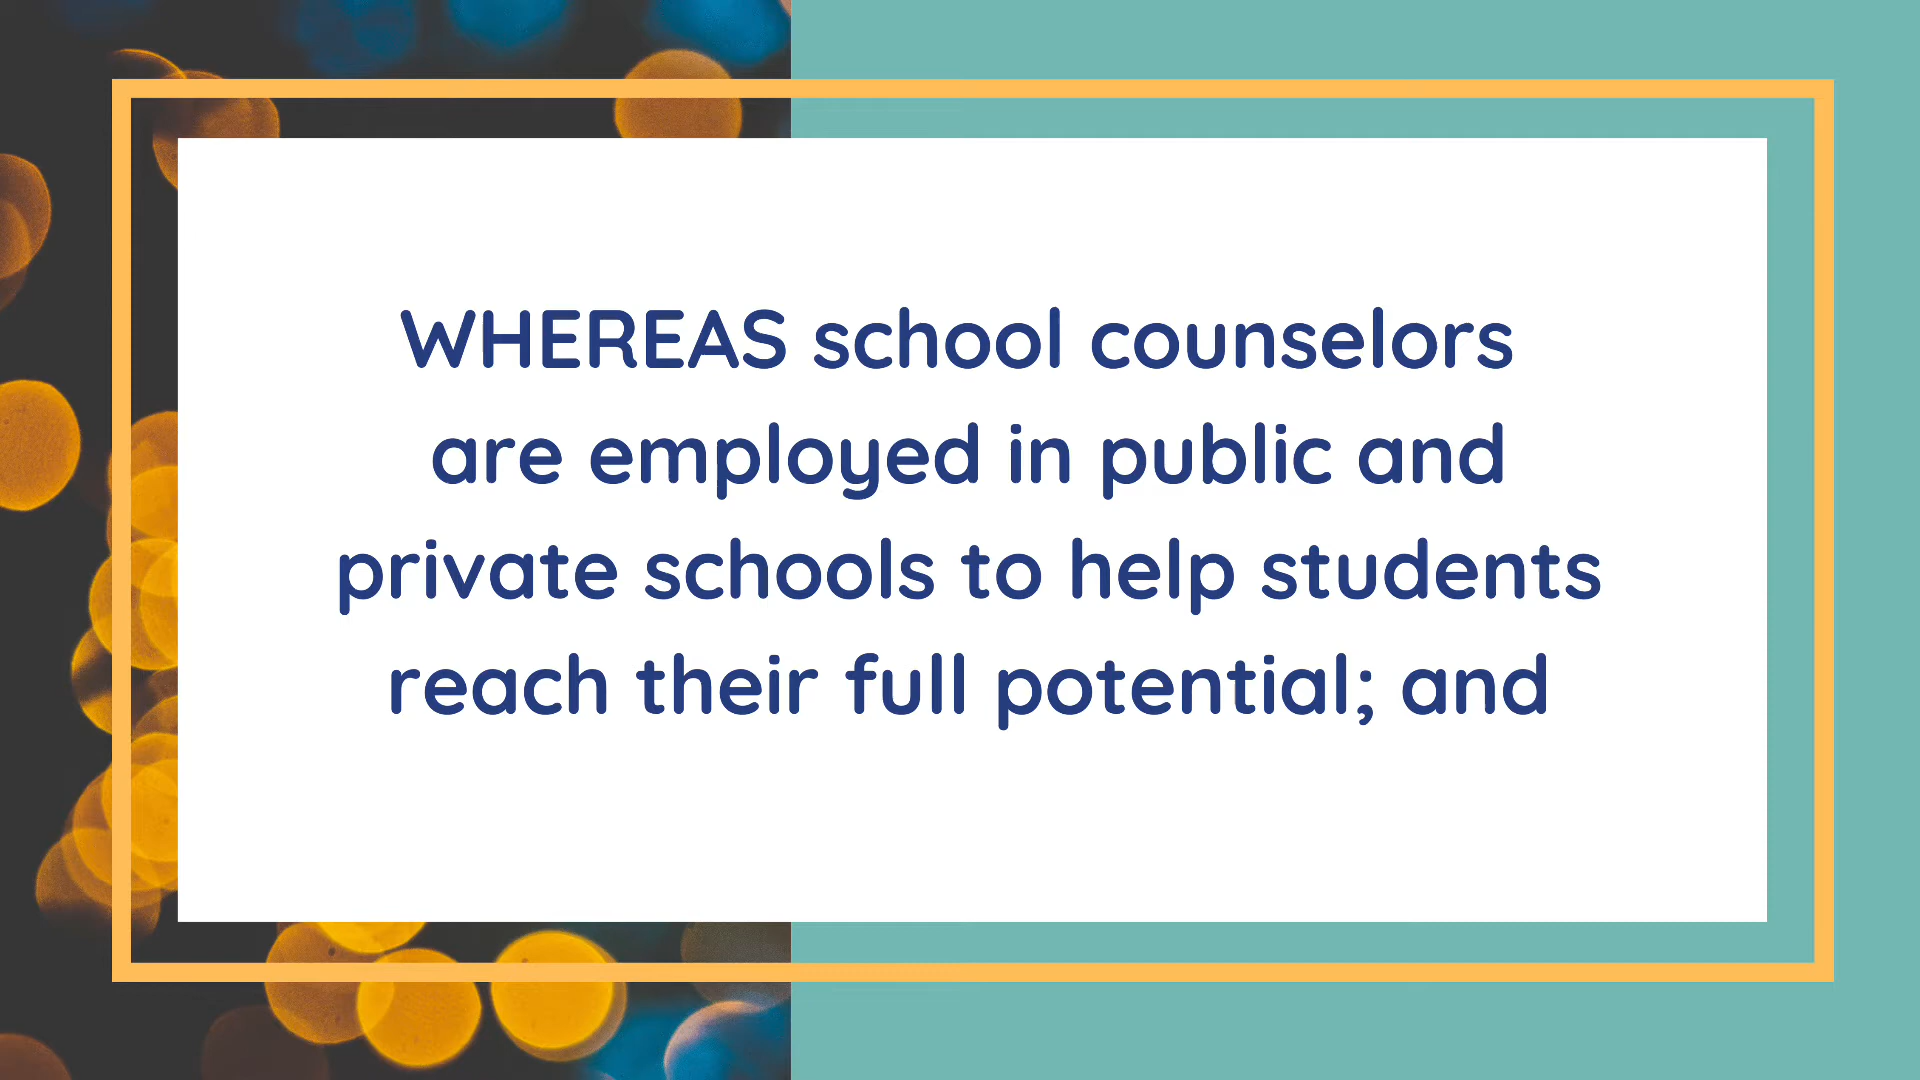 WHEREAS school counselors
are employed in public and
private schools to help students
reach their full potential; and